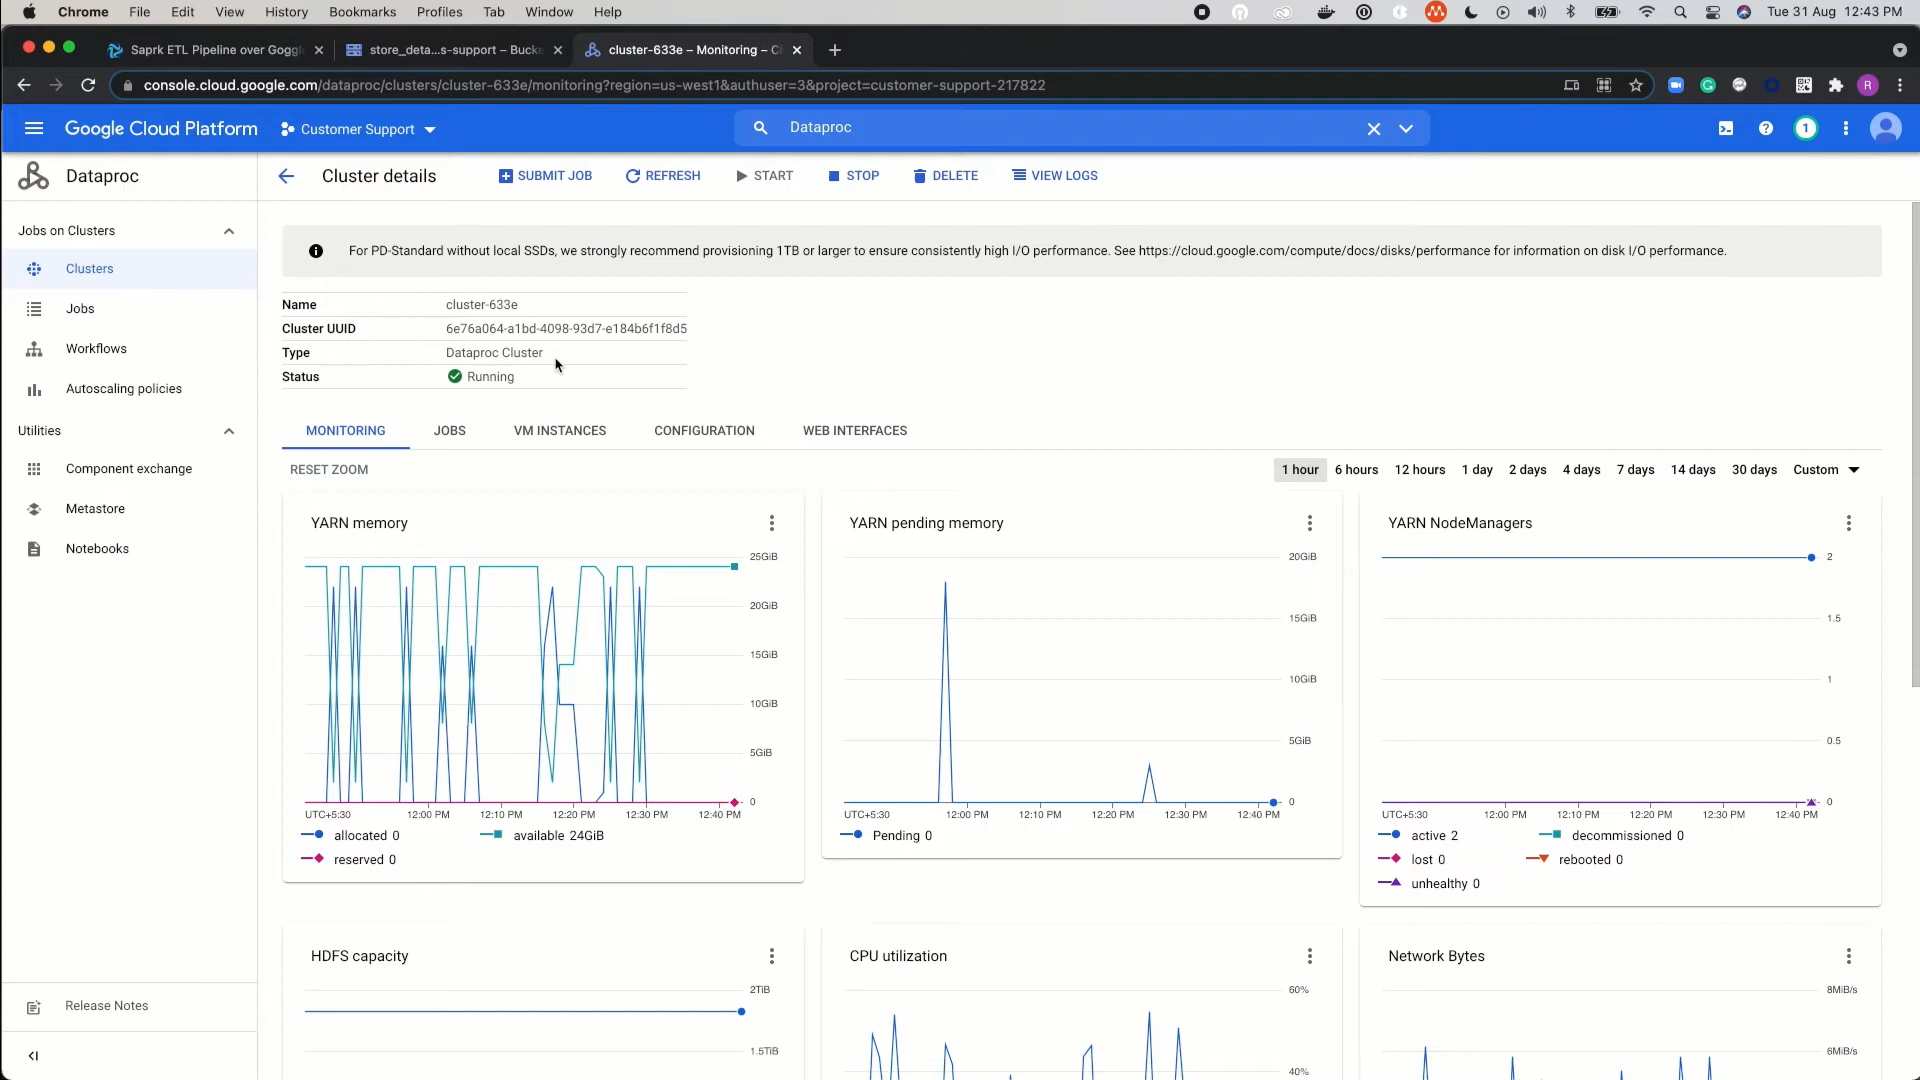 Chrome File Edit View History Bookmarks Profiles Tab Window Help Tue 31 Aug 12:43 PM
Saprk ETL Pipeline over Goggl store_deta...s-support – Bucke cluster-633e – Monitoring – Cl
console.cloud.google.com/dataproc/clusters/cluster-633e/monitoring?region=us-west1&authuser=3&project=customer-support-217822 R
Google Cloud Platform Customer Support Dataproc 1
Dataproc Cluster details SUBMIT JOB REFRESH START STOP DELETE VIEW LOGS
Jobs on Clusters
Clusters
Jobs
Workflows
Autoscaling policies
Utilities
Component exchange
Metastore
Notebooks
Release Notes
For PD-Standard without local SSDs, we strongly recommend provisioning 1TB or larger to ensure consistently high I/O performance. See https://cloud.google.com/compute/docs/disks/performance for information on disk I/O performance.
Name cluster-633e
Cluster UUID 6e76a064-a1bd-4098-93d7-e184b6f1f8d5
Type Dataproc Cluster
Status Running
MONITORING JOBS VM INSTANCES CONFIGURATION WEB INTERFACES
RESET ZOOM 1 hour 6 hours 12 hours 1 day 2 days 4 days 7 days 14 days 30 days Custom
YARN memory
25GiB
20GiB
15GiB
10GiB
5GiB
0
UTC+5:30 12:00 PM 12:10 PM 12:20 PM 12:30 PM 12:40 PM
allocated 0 available 24GiB
reserved 0
YARN pending memory
20GiB
15GiB
10GiB
5GiB
0
UTC+5:30 12:00 PM 12:10 PM 12:20 PM 12:30 PM 12:40 PM
Pending 0
YARN NodeManagers
2
1.5
1
0.5
0
UTC+5:30 12:00 PM 12:10 PM 12:20 PM 12:30 PM 12:40 PM
active 2 decommissioned 0
lost 0 rebooted 0
unhealthy 0
HDFS capacity
2TiB
1.5TiB
CPU utilization
60%
40%
Network Bytes
8MiB/s
6MiB/s